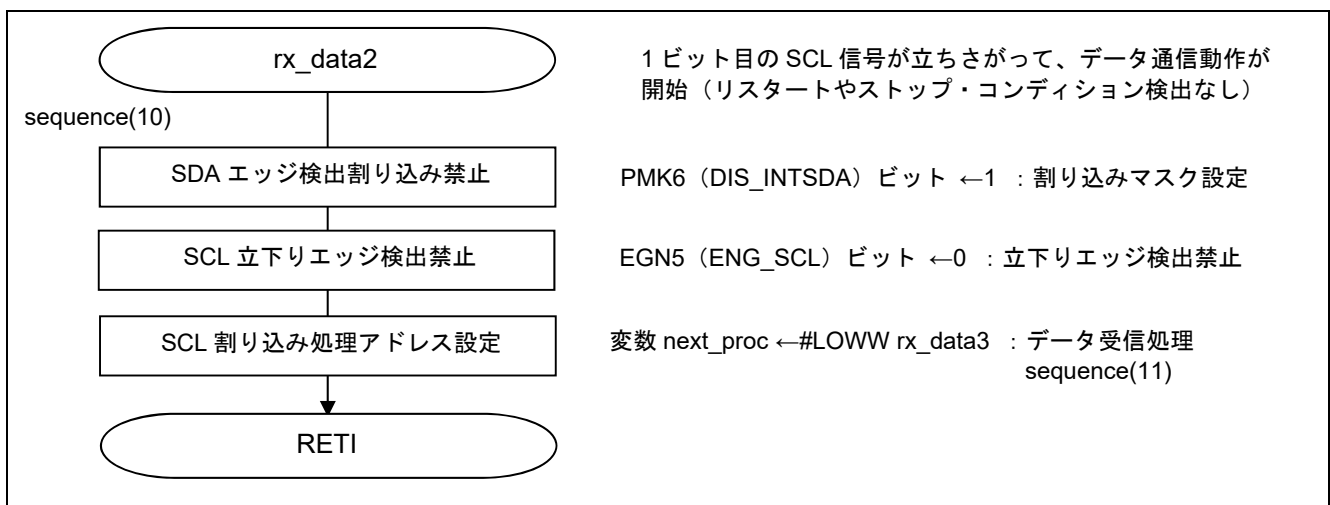 rx_data2
1 ビット目の SCL 信号が立ちさがって、データ通信動作が
開始（リスタートやストップ・コンディション検出なし）
sequence(10)
SDA エッジ検出割り込み禁止
PMK6（DIS_INTSDA）ビット ←1 ：割り込みマスク設定
SCL 立下りエッジ検出禁止
EGN5（ENG_SCL）ビット ←0 ：立下りエッジ検出禁止
SCL 割り込み処理アドレス設定
変数 next_proc ←#LOWW rx_data3 ：データ受信処理
sequence(11)
RETI